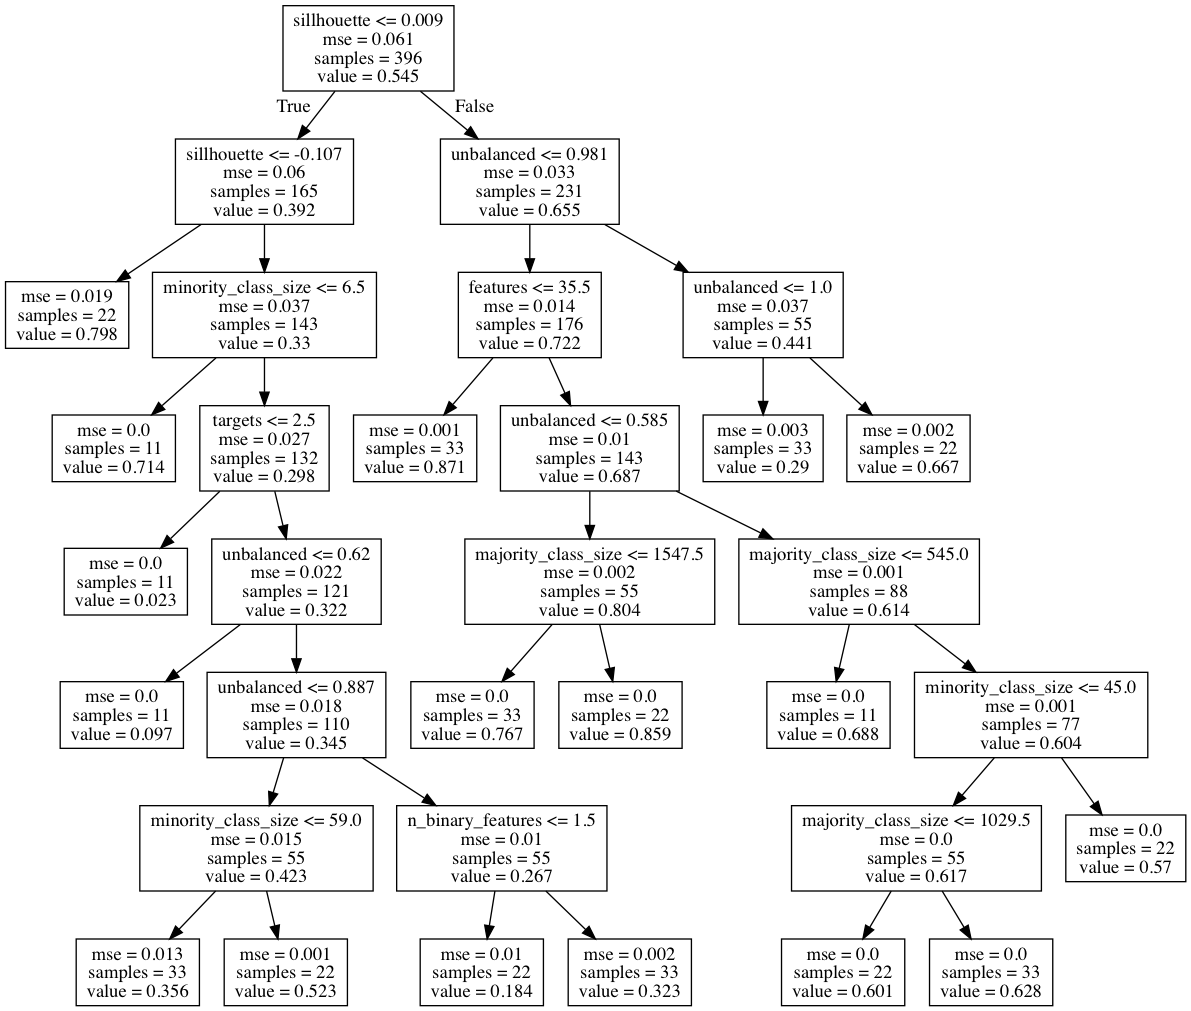 sillhouette <= 0.009
mse = 0.061
samples = 396
value = 0.545
True
False
sillhouette <= -0.107
mse = 0.06
samples = 165
value = 0.392
unbalanced <= 0.981
mse = 0.033
samples = 231
value = 0.655
mse = 0.019
samples = 22
value = 0.798
minority_class_size <= 6.5
mse = 0.037
samples = 143
value = 0.33
features <= 35.5
mse = 0.014
samples = 176
value = 0.722
unbalanced <= 1.0
mse = 0.037
samples = 55
value = 0.441
mse = 0.0
samples = 11
value = 0.714
targets <= 2.5
mse = 0.027
samples = 132
value = 0.298
mse = 0.001
samples = 33
value = 0.871
unbalanced <= 0.585
mse = 0.01
samples = 143
value = 0.687
mse = 0.003
samples = 33
value = 0.29
mse = 0.002
samples = 22
value = 0.667
mse = 0.0
samples = 11
value = 0.023
unbalanced <= 0.62
mse = 0.022
samples = 121
value = 0.322
majority_class_size <= 1547.5
mse = 0.002
samples = 55
value = 0.804
majority_class_size <= 545.0
mse = 0.001
samples = 88
value = 0.614
mse = 0.0
samples = 11
value = 0.097
unbalanced <= 0.887
mse = 0.018
samples = 110
value = 0.345
mse = 0.0
samples = 33
value = 0.767
mse = 0.0
samples = 22
value = 0.859
mse = 0.0
samples = 11
value = 0.688
minority_class_size <= 45.0
mse = 0.001
samples = 77
value = 0.604
minority_class_size <= 59.0
mse = 0.015
samples = 55
value = 0.423
n_binary_features <= 1.5
mse = 0.01
samples = 55
value = 0.267
majority_class_size <= 1029.5
mse = 0.0
samples = 55
value = 0.617
mse = 0.0
samples = 22
value = 0.57
mse = 0.013
samples = 33
value = 0.356
mse = 0.001
samples = 22
value = 0.523
mse = 0.01
samples = 22
value = 0.184
mse = 0.002
samples = 33
value = 0.323
mse = 0.0
samples = 22
value = 0.601
mse = 0.0
samples = 33
value = 0.628